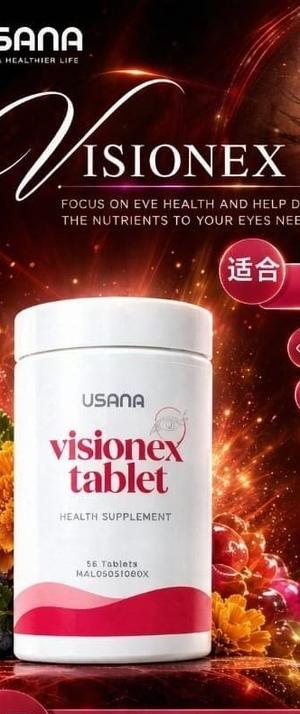 USANA
A HEALTHIER LIFE
VISIONEX
FOCUS ON EVE HEALTH AND HELP D
THE NUTRIENTS TO YOUR EYES NEE
适合
USANA
visionex
tablet
HEALTH SUPPLEMENT
56 Tablets
MAL05051080X